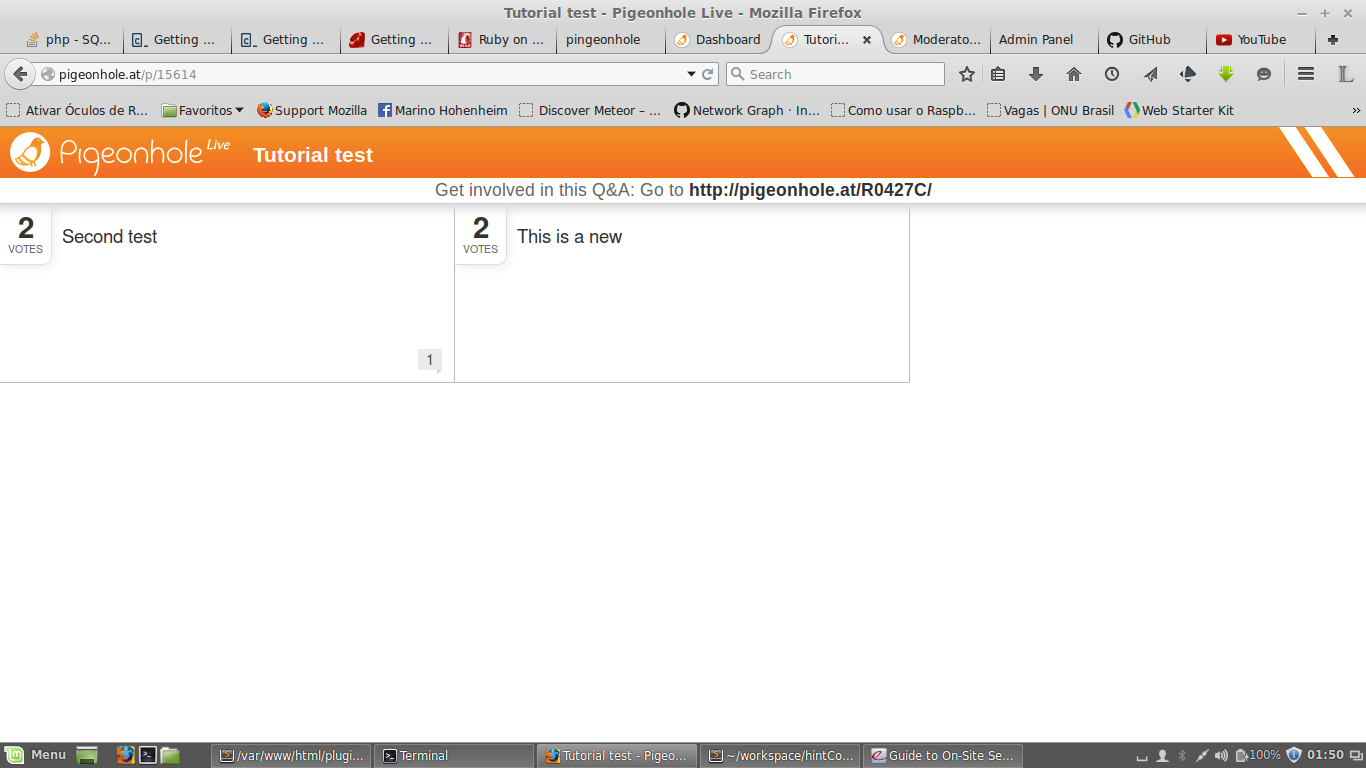 Tutorial test - Pigeonhole Live - Mozilla Firefox
php - SQ... Getting ... Getting ... Getting ... Ruby on ... pingeonhole Dashboard Tutori... Moderato... Admin Panel GitHub YouTube
pigeonhole.at/p/15614 Search
Ativar Óculos de R... Favoritos Support Mozilla Marino Hohenheim Discover Meteor – ... Network Graph · In... Como usar o Raspb... Vagas | ONU Brasil Web Starter Kit »
Pigeonhole Live Tutorial test
Get involved in this Q&A: Go to http://pigeonhole.at/R0427C/
2 VOTES Second test
1
2 VOTES This is a new
Menu /var/www/html/plugi... Terminal Tutorial test - Pigeo... ~/workspace/hintCo... Guide to On-Site Se... 100% 01:50